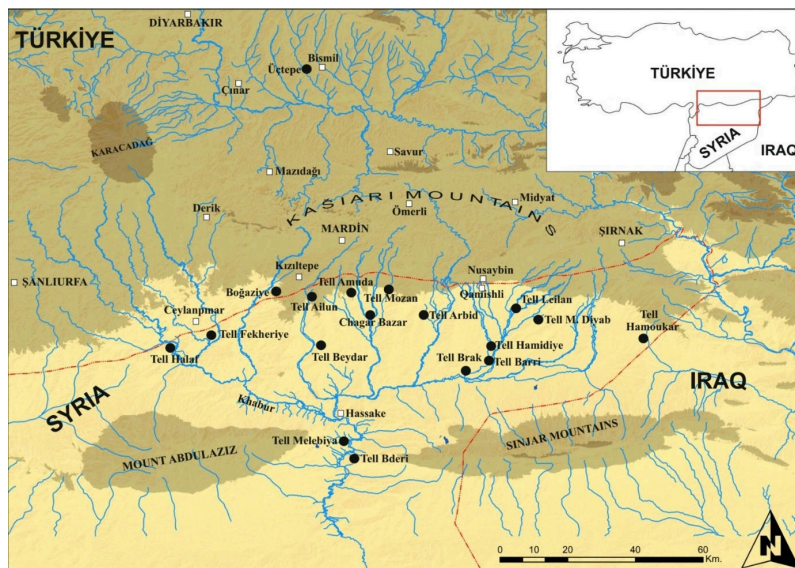 DİYARBAKIR
TÜRKİYE
Bismil
Üçtepe
Çınar
TÜRKİYE
SYRIA
IRAQ
KARACADAĞ
Savur
Mazıdağı
KAŠIARI MOUNTAINS
Midyat
Ömerli
Derik
MARDİN
ŞIRNAK
Kızıltepe
Nusaybin
ŞANLIURFA
Tell Amuda
Boğaziye
Tell Mozan
Qamishli
Tell Ailun
Tell Leilan
Ceylanpınar
Chagar Bazar
Tell Arbid
Tell M. Diyab
Tell
Hamoukar
Tell Fekheriye
Tell Halaf
Tell Beydar
Tell Hamidiye
Tell Brak
Tell Barri
IRAQ
SYRIA
Khabur
Hassake
Tell Melebiya
SINJAR MOUNTAINS
MOUNT ABDULAZIZ
Tell Bderi
N
0 10 20 40 60
Km.